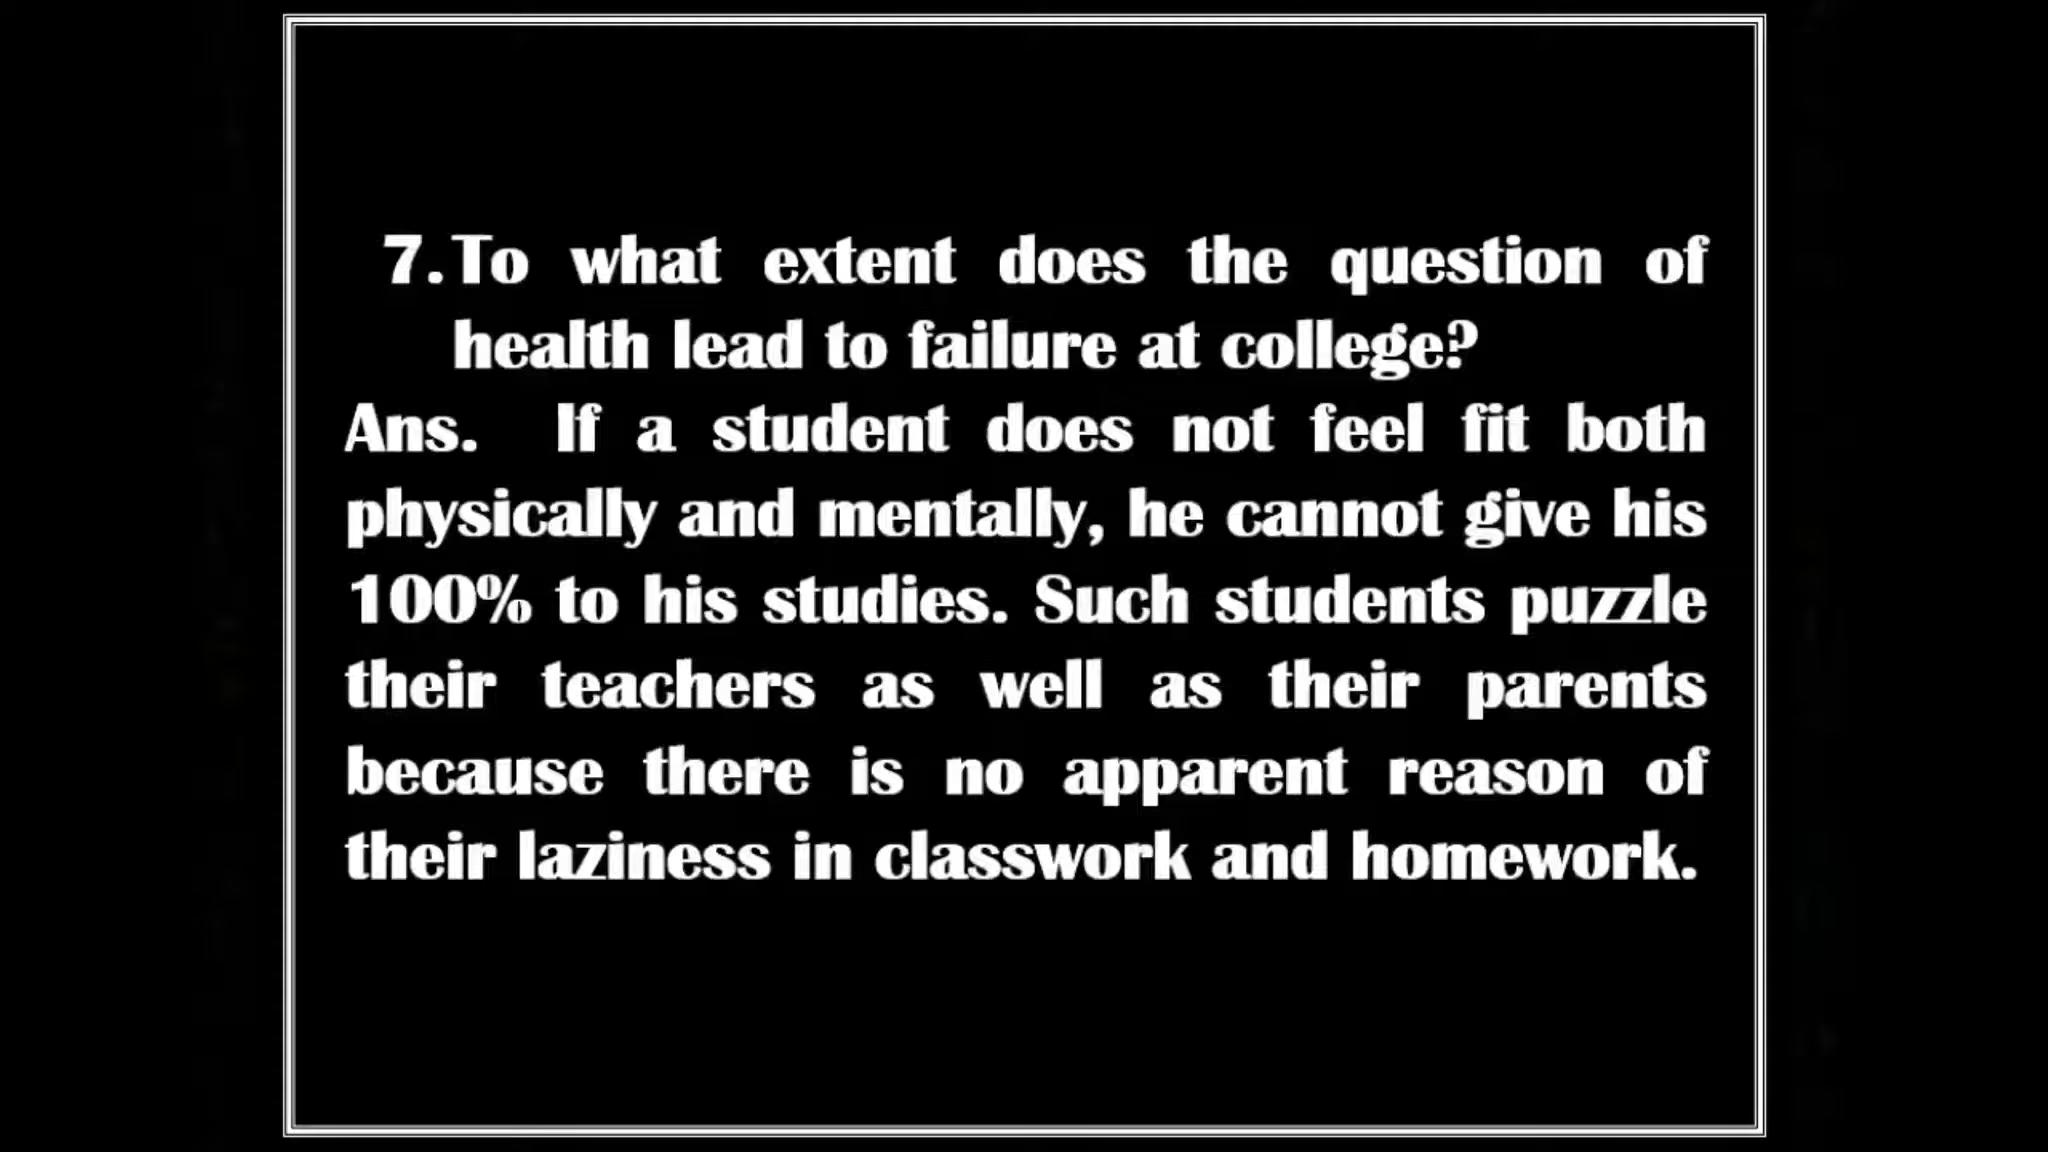 7. To what extent does the question of
health lead to failure at college?
Ans. If a student does not feel fit both
physically and mentally, he cannot give his
100% to his studies. Such students puzzle
their teachers as well as their parents
because there is no apparent reason of
their laziness in classwork and homework.